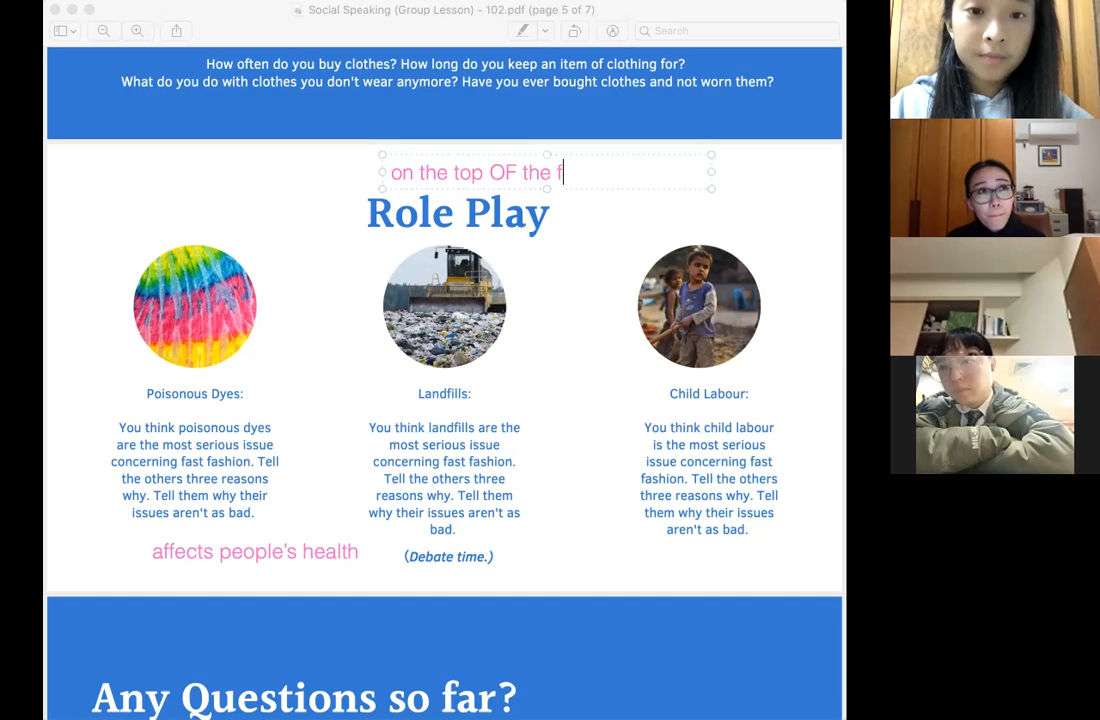 Social Speaking (Group Lesson) - 102.pdf (page 5 of 7)
Search
How often do you buy clothes? How long do you keep an item of clothing for?
What do you do with clothes you don't wear anymore? Have you ever bought clothes and not worn them?
on the top OF the f
Role Play
Poisonous Dyes:
You think poisonous dyes
are the most serious issue
concerning fast fashion. Tell
the others three reasons
why. Tell them why their
issues aren't as bad.
affects people's health
Landfills:
You think landfills are the
most serious issue
concerning fast fashion.
Tell the others three
reasons why. Tell them
why their issues aren't as
bad.
(Debate time.)
Child Labour:
You think child labour
is the most serious
issue concerning fast
fashion. Tell the others
three reasons why. Tell
them why their issues
aren't as bad.
Any Questions so far?